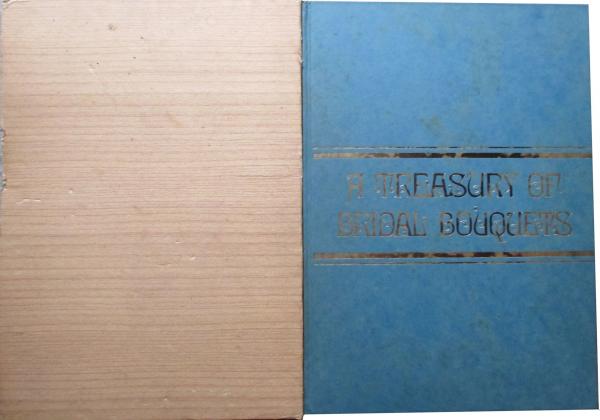 A TREASURY OF
BRIDAL BOUQUETS